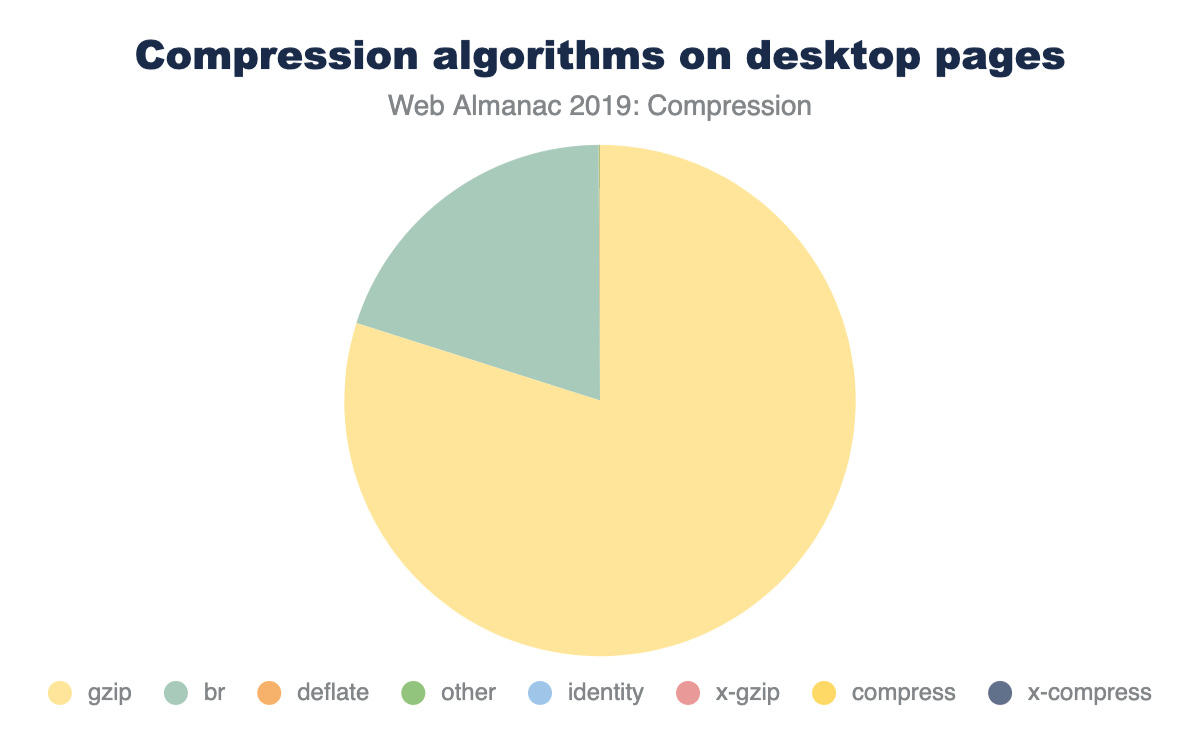 Compression algorithms on desktop pages
Web Almanac 2019: Compression
gzip br deflate other identity x-gzip compress x-compress